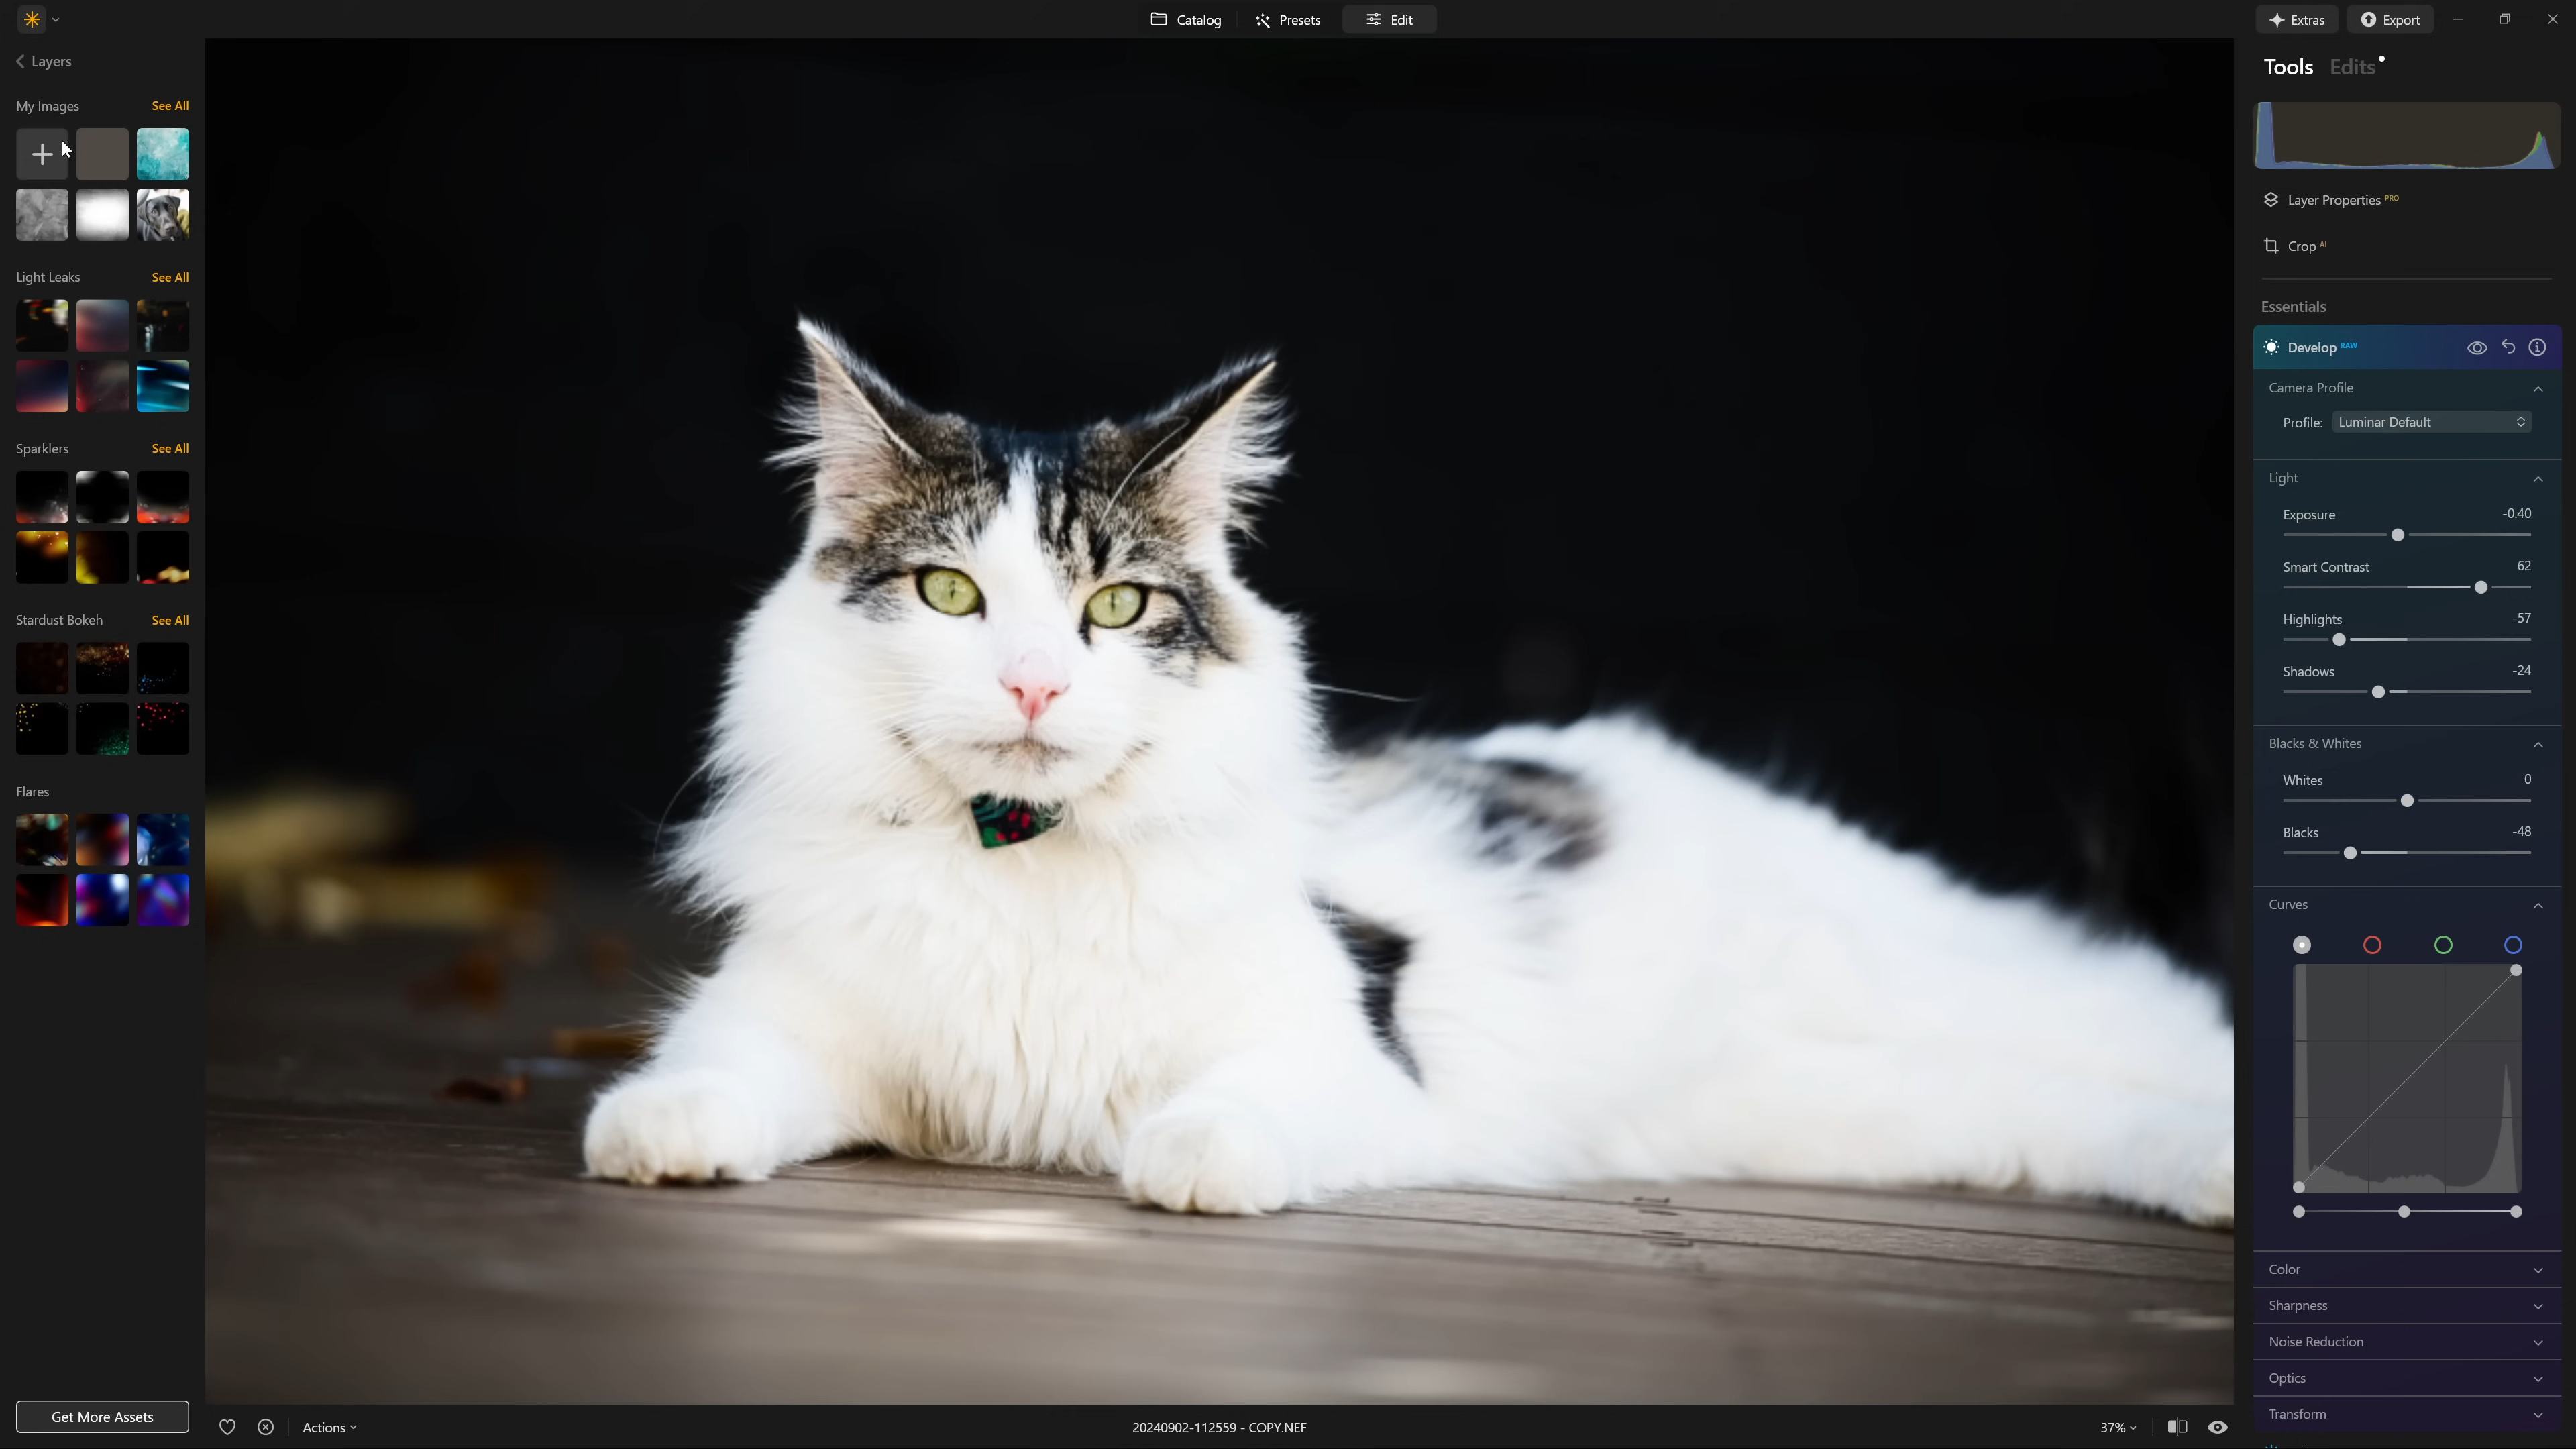 Catalog
Presets
Edit
Extras
Export
Layers
My Images See All
Light Leaks See All
Sparklers See All
Stardust Bokeh See All
Flares
Get More Assets
Actions
20240902-112559 - COPY.NEF
37%
Tools Edits
Layer Properties PRO
Crop AI
Essentials
Develop RAW
Camera Profile
Profile: Luminar Default
Light
Exposure -0.40
Smart Contrast 62
Highlights -57
Shadows -24
Blacks & Whites
Whites 0
Blacks -48
Curves
Color
Sharpness
Noise Reduction
Optics
Transform